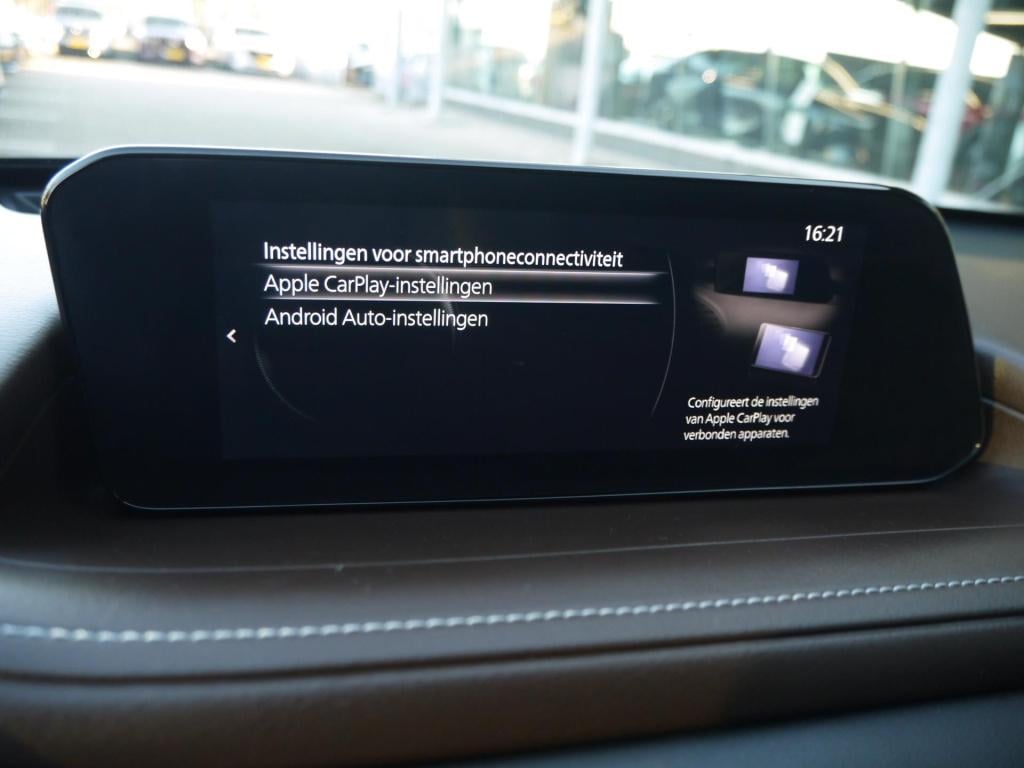 16:21
Instellingen voor smartphoneconnectiviteit
Apple CarPlay-instellingen
Android Auto-instellingen
Configureert de instellingen
van Apple CarPlay voor
verbonden apparaten.